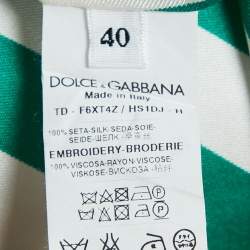 40
DOLCE & GABBANA
Made in Italy
TD - F6XT4Z / HS1DJ - H
100% SETA-SILK-SEDA-SOIE-
SEIDE-ШЕЛК-
EMBROIDERY-BRODERIE
100% VISCOSA-RAYON-VISCOSE-
VISKOSE-ВИСКОЗА-